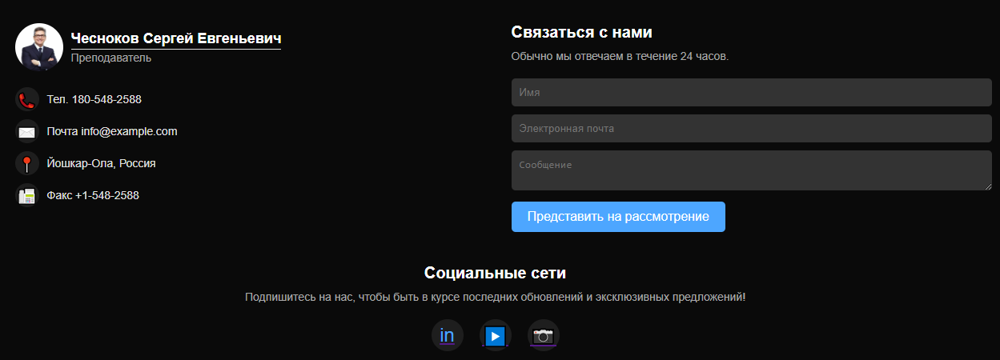 Чесноков Сергей Евгеньевич
Преподаватель
Тел. 180-548-2588
Почта info@example.com
Йошкар-Ола, Россия
Факс +1-548-2588
Связаться с нами
Обычно мы отвечаем в течение 24 часов.
Имя
Электронная почта
Сообщение
Представить на рассмотрение
Социальные сети
Подпишитесь на нас, чтобы быть в курсе последних обновлений и эксклюзивных предложений!
in